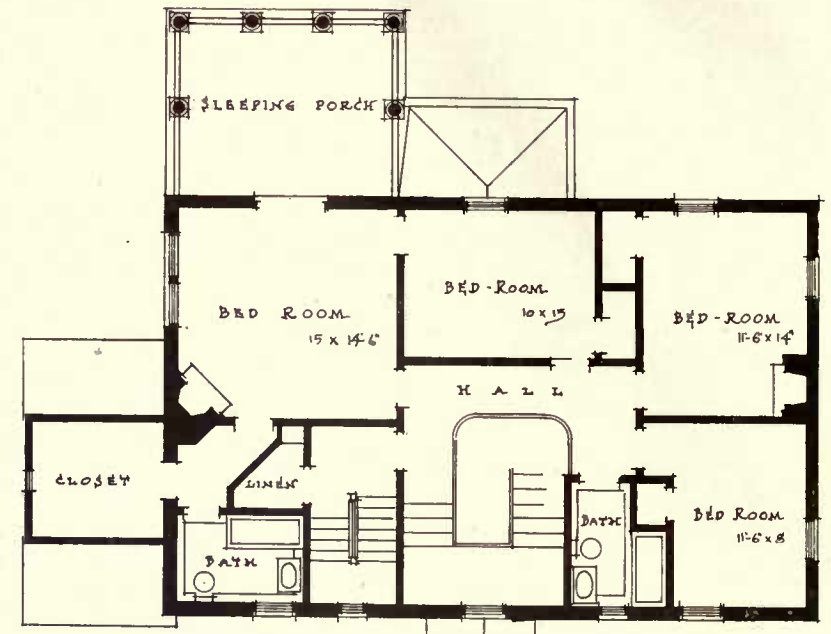 SLEEPING PORCH
BED ROOM
15 x 14'-6"
BED-ROOM
10 x 15
BED-ROOM
11'-6" x 14'
HALL
CLOSET
LINEN
BATH
BATH
BED ROOM
11'-6" x 8